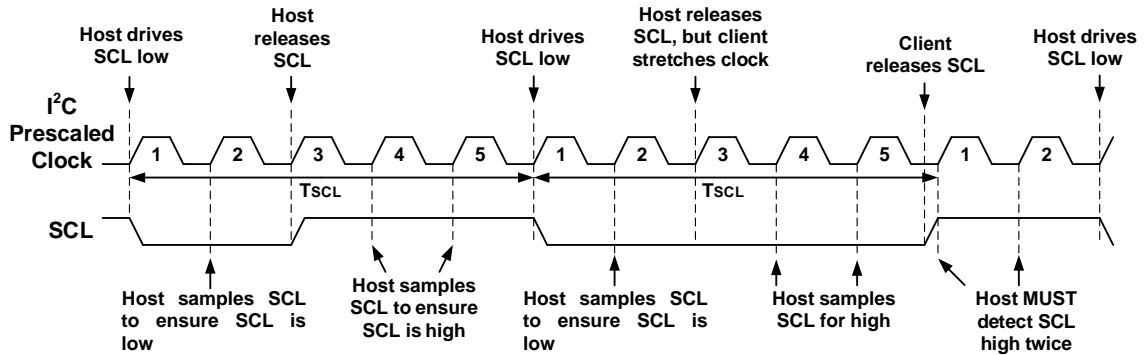 Host drives
SCL low
Host
releases
SCL
Host drives
SCL low
Host releases
SCL, but client
stretches clock
Client
releases SCL
Host drives
SCL low
I²C
Prescaled
Clock
1 2 3 4 5 1 2 3 4 5 1 2
TSCL TSCL
SCL
Host samples SCL
to ensure SCL is
low
Host samples
SCL to ensure
SCL is high
Host samples SCL
to ensure SCL is
low
Host samples
SCL for high
Host MUST
detect SCL
high twice